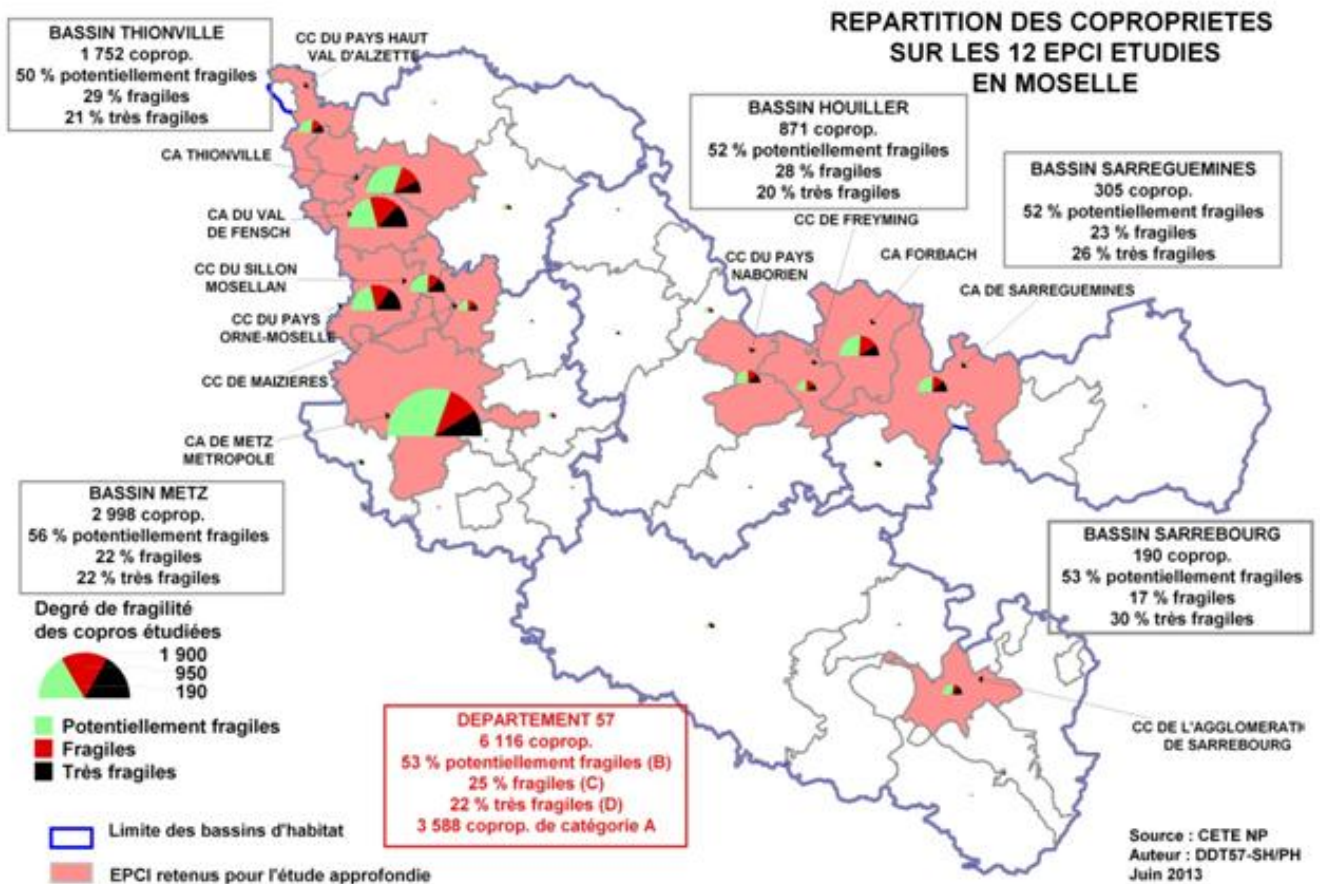 REPARTITION DES COPROPRIETES
SUR LES 12 EPCI ETUDIES
EN MOSELLE
BASSIN THIONVILLE
1 752 coprop.
50 % potentiellement fragiles
29 % fragiles
21 % très fragiles
CC DU PAYS HAUT
VAL D'ALZETTE
CA THIONVILLE
CA DU VAL
DE FENSCH
CC DU SILLON
MOSELLAN
CC DU PAYS
ORNE-MOSELLE
CC DE MAIZIERES
CA DE METZ
METROPOLE
BASSIN HOUILLER
871 coprop.
52 % potentiellement fragiles
28 % fragiles
20 % très fragiles
CC DE FREYMING
CC DU PAYS
NABORIEN
CA FORBACH
BASSIN SARREGUEMINES
305 coprop.
52 % potentiellement fragiles
23 % fragiles
26 % très fragiles
CA DE SARREGUEMINES
BASSIN METZ
2 998 coprop.
56 % potentiellement fragiles
22 % fragiles
22 % très fragiles
BASSIN SARREBOURG
190 coprop.
53 % potentiellement fragiles
17 % fragiles
30 % très fragiles
CC DE L'AGGLOMERATI
DE SARREBOURG
Degré de fragilité
des copros étudiées
1 900
950
190
Potentiellement fragiles
Fragiles
Très fragiles
Limite des bassins d'habitat
EPCI retenus pour l'étude approfondie
DEPARTEMENT 57
6 116 coprop.
53 % potentiellement fragiles (B)
25 % fragiles (C)
22 % très fragiles (D)
3 588 coprop. de catégorie A
Source : CETE NP
Auteur : DDT57-SH/PH
Juin 2013